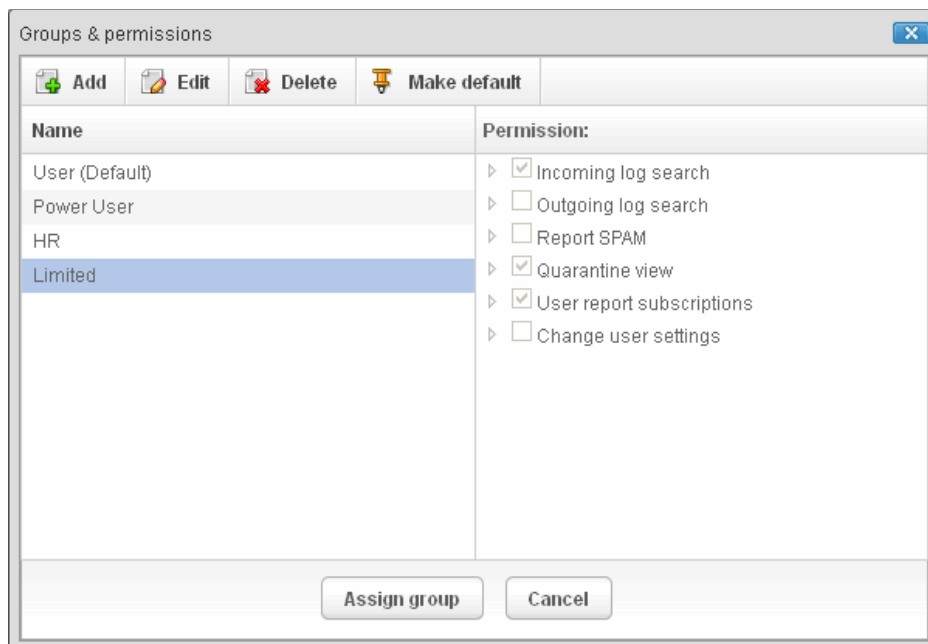 Groups & permissions
Add Edit Delete Make default
Name
User (Default)
Power User
HR
Limited
Permission:
Incoming log search
Outgoing log search
Report SPAM
Quarantine view
User report subscriptions
Change user settings
Assign group Cancel